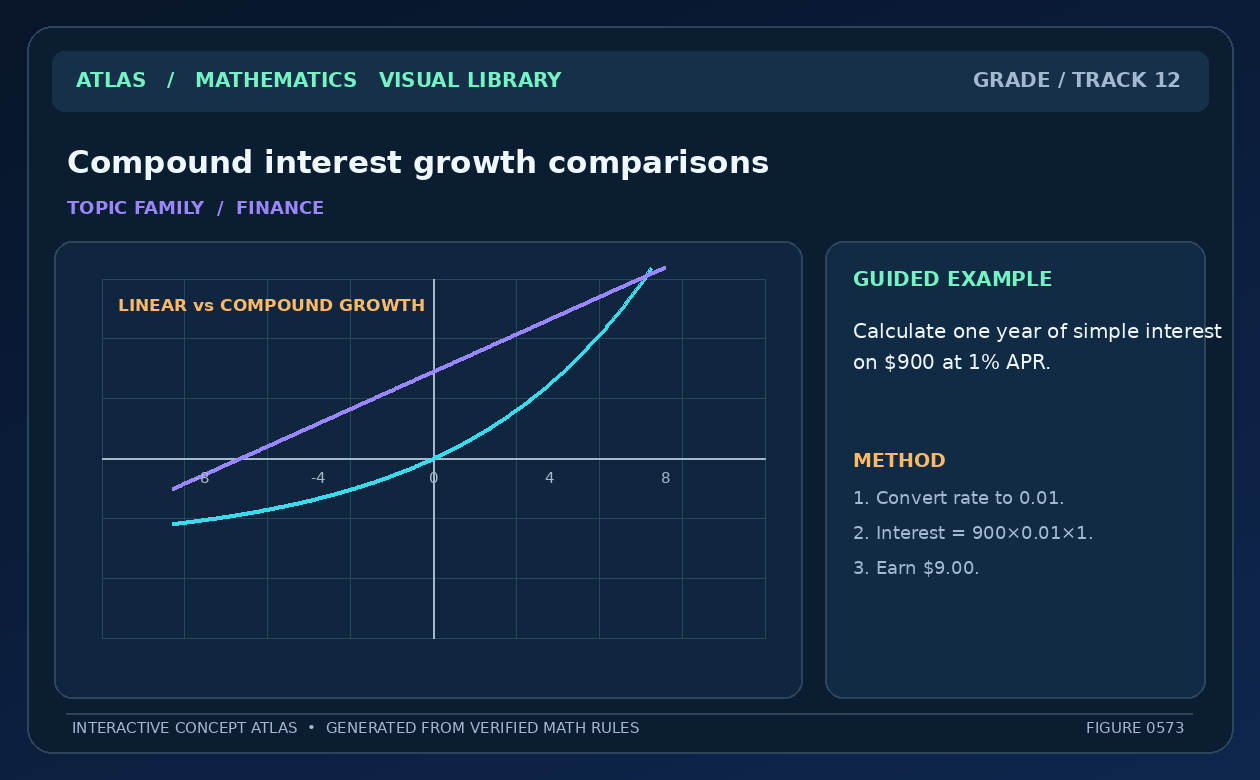 ATLAS / MATHEMATICS VISUAL LIBRARY
GRADE / TRACK 12
Compound interest growth comparisons
TOPIC FAMILY / FINANCE
LINEAR vs COMPOUND GROWTH
-8 -4 0 4 8
GUIDED EXAMPLE
Calculate one year of simple interest
on $900 at 1% APR.
METHOD
1. Convert rate to 0.01.
2. Interest = 900×0.01×1.
3. Earn $9.00.
INTERACTIVE CONCEPT ATLAS • GENERATED FROM VERIFIED MATH RULES
FIGURE 0573